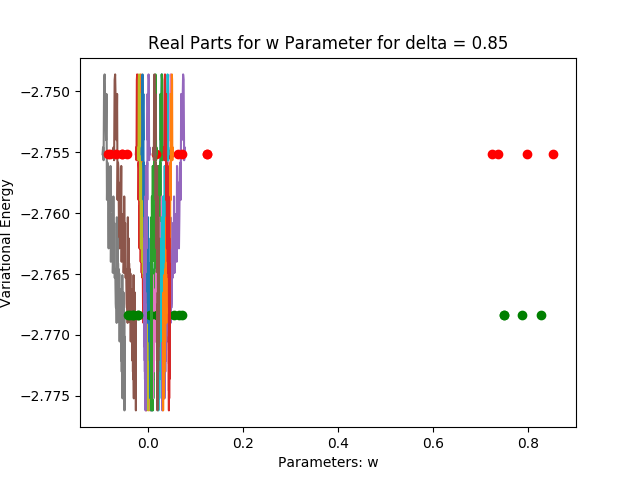 Real Parts for w Parameter for delta = 0.85
Variational Energy
−2.750
−2.755
−2.760
−2.765
−2.770
−2.775
0.0 0.2 0.4 0.6 0.8
Parameters: w